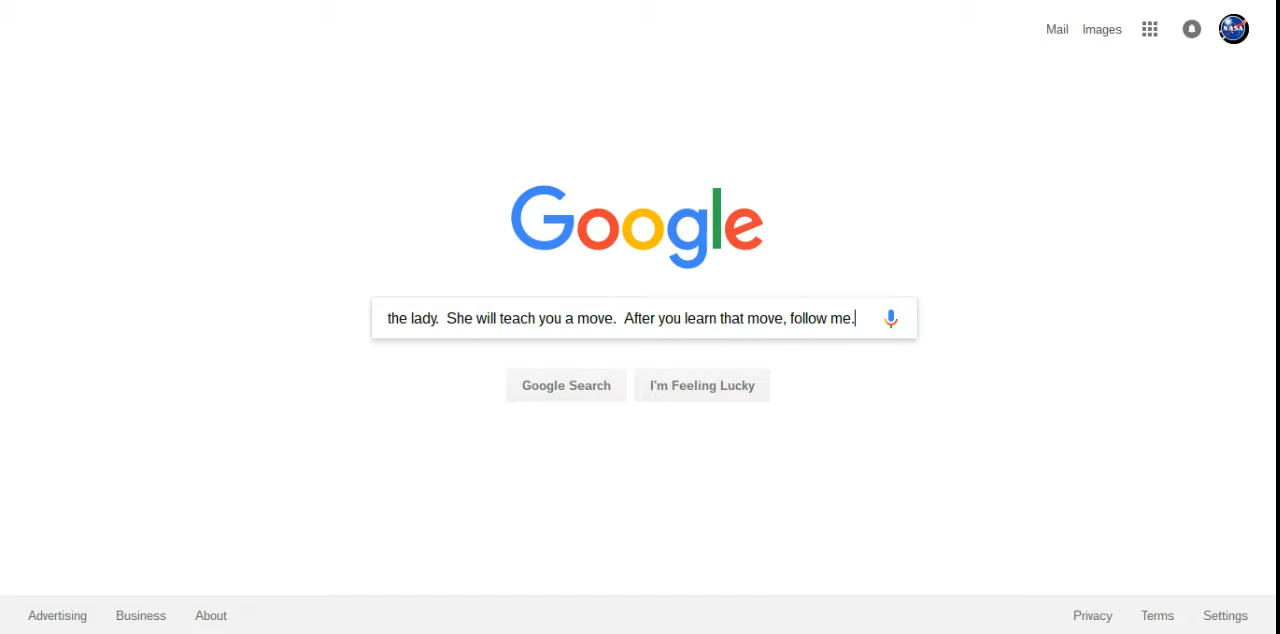 Mail Images
NASA
Google
the lady.  She will teach you a move.  After you learn that move, follow me.
Google Search I'm Feeling Lucky
Advertising Business About Privacy Terms Settings